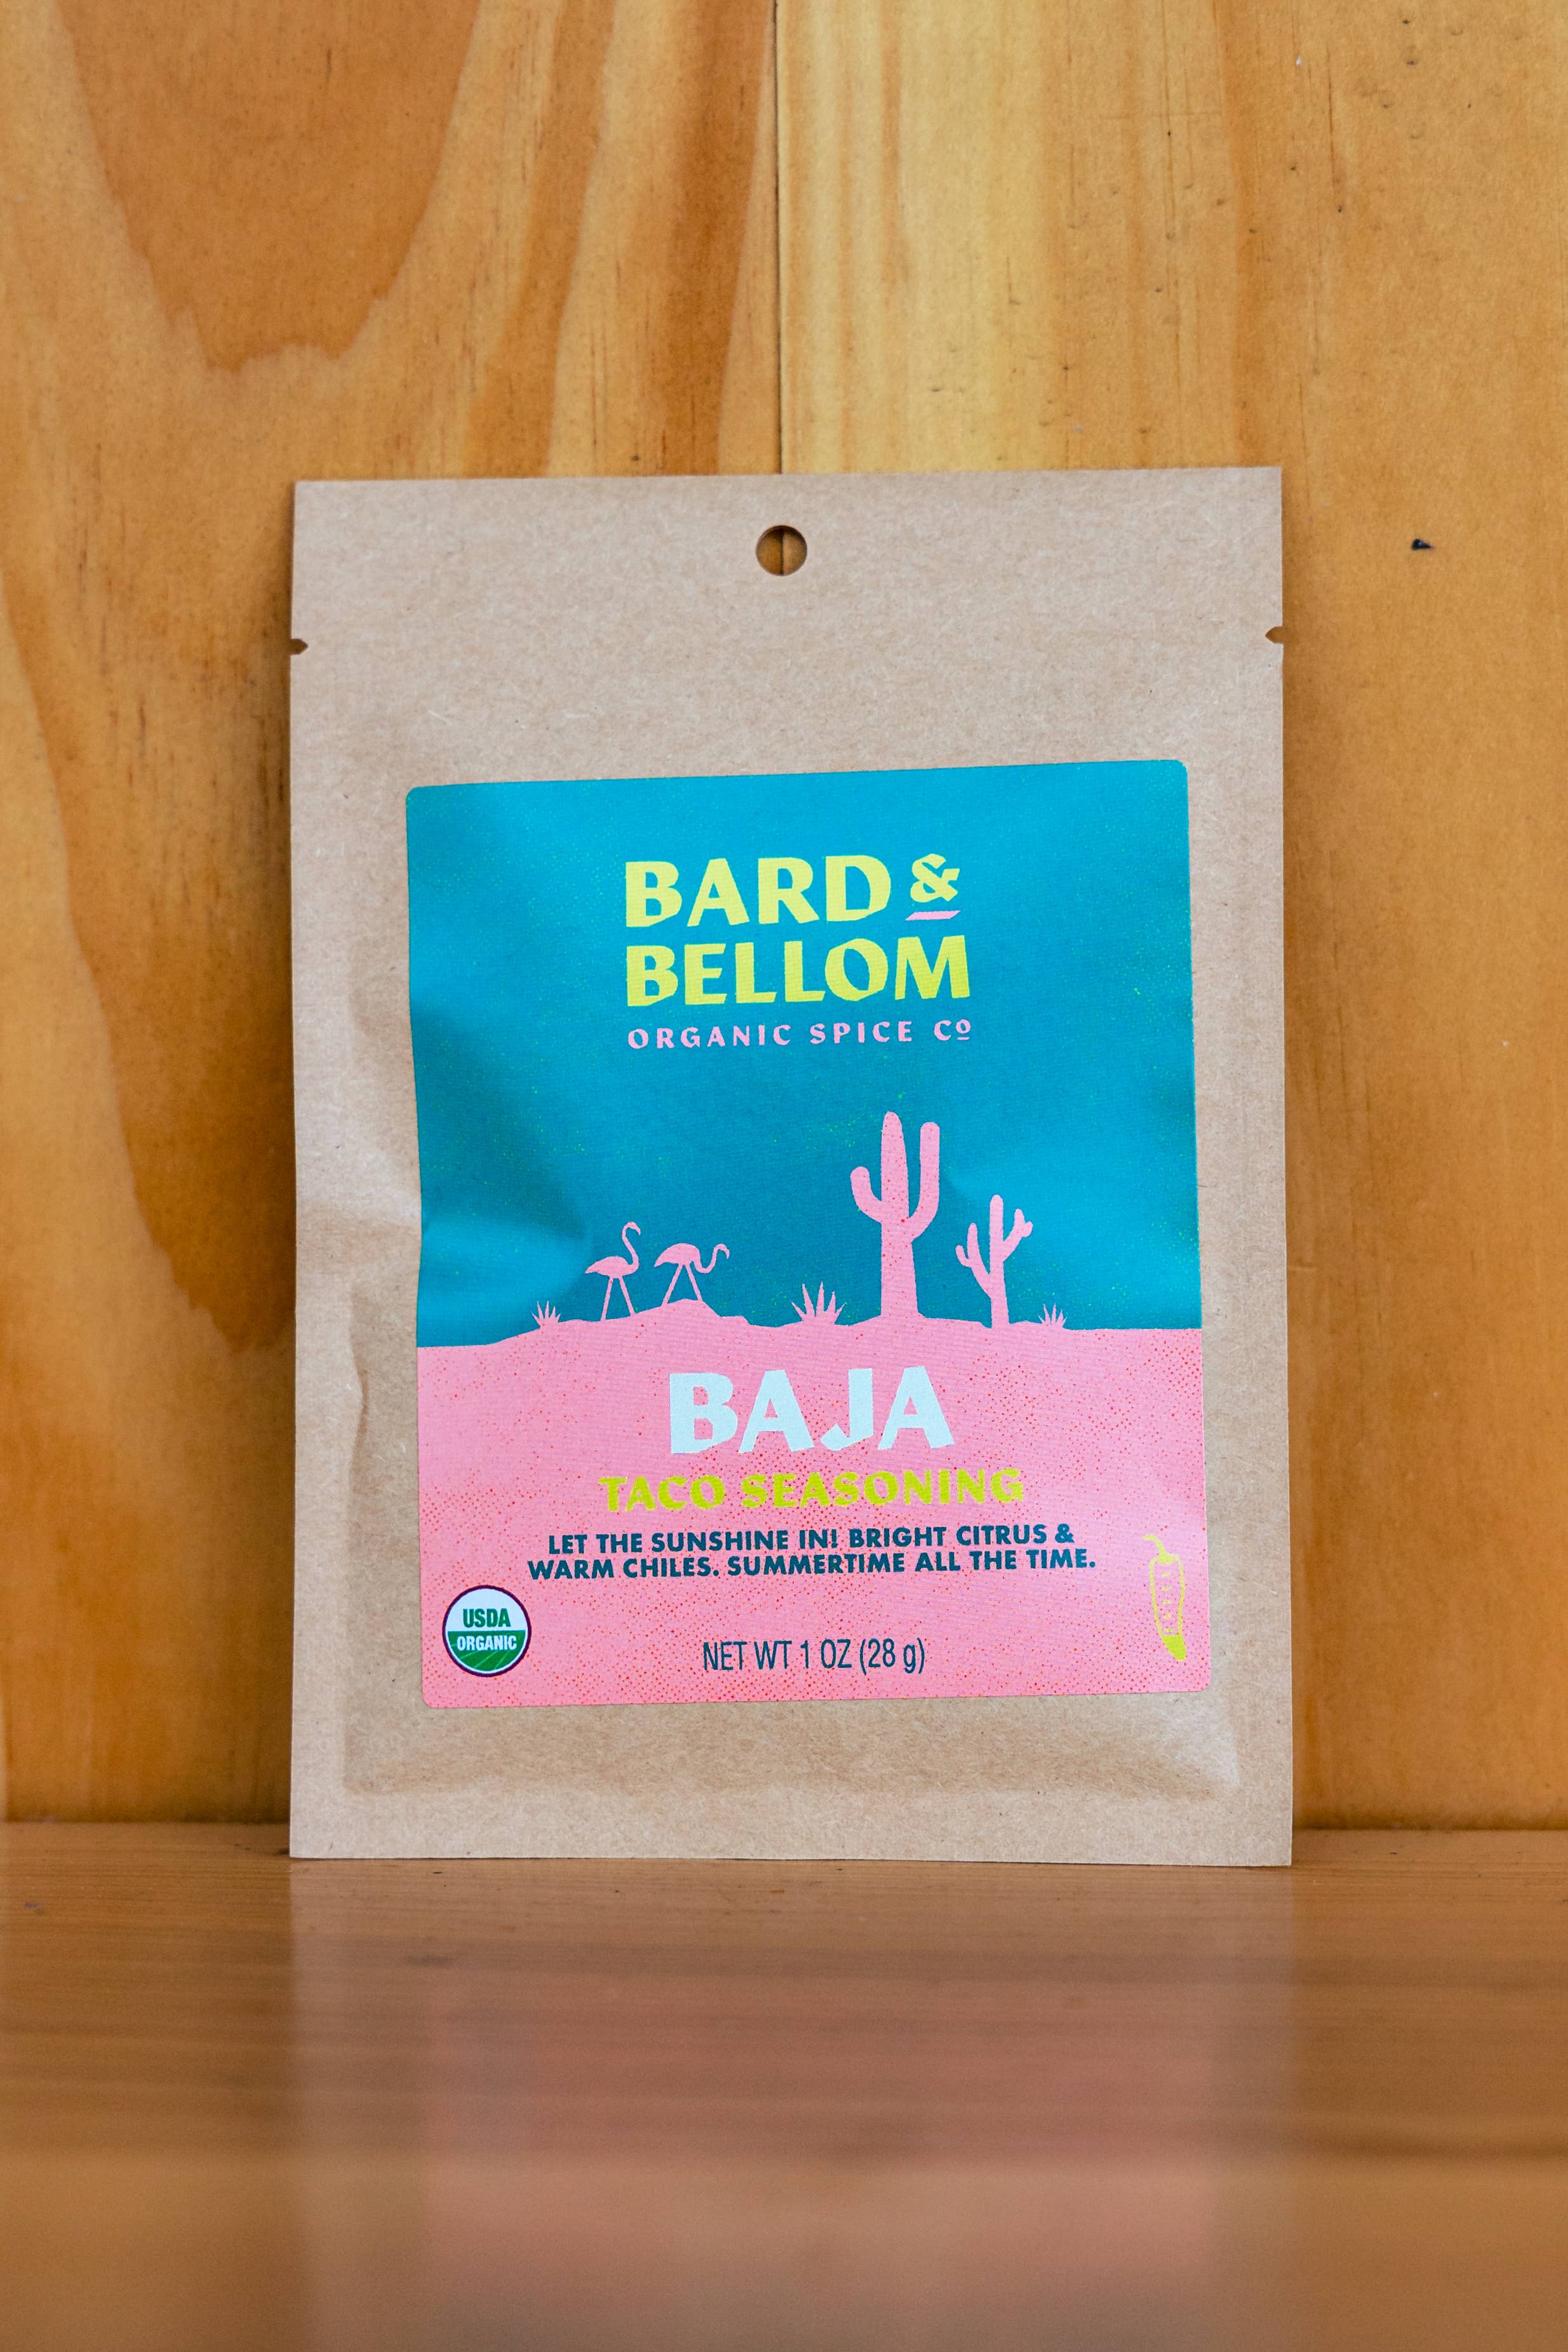 BARD &
BELLOM
ORGANIC SPICE Cº
BAJA
TACO SEASONING
LET THE SUNSHINE IN! BRIGHT CITRUS &
WARM CHILES. SUMMERTIME ALL THE TIME.
USDA
ORGANIC
NET WT 1 OZ (28 g)